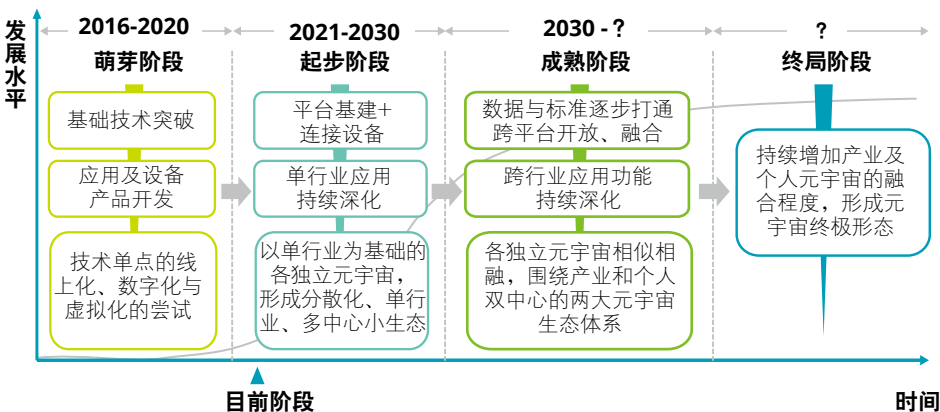 发展水平
2016-2020
萌芽阶段
基础技术突破
应用及设备
产品开发
技术单点的线
上化、数字化与
虚拟化的尝试
2021-2030
起步阶段
平台基建+
连接设备
单行业应用
持续深化
以单行业为基础的
各独立元宇宙，
形成分散化、单行
业、多中心小生态
2030 - ?
成熟阶段
数据与标准逐步打通
跨平台开放、融合
跨行业应用功能
持续深化
各独立元宇宙相似相
融，围绕产业和个人
双中心的两大元宇宙
生态体系
?
终局阶段
持续增加产业及
个人元宇宙的融
合程度，形成元
宇宙终极形态
目前阶段
时间